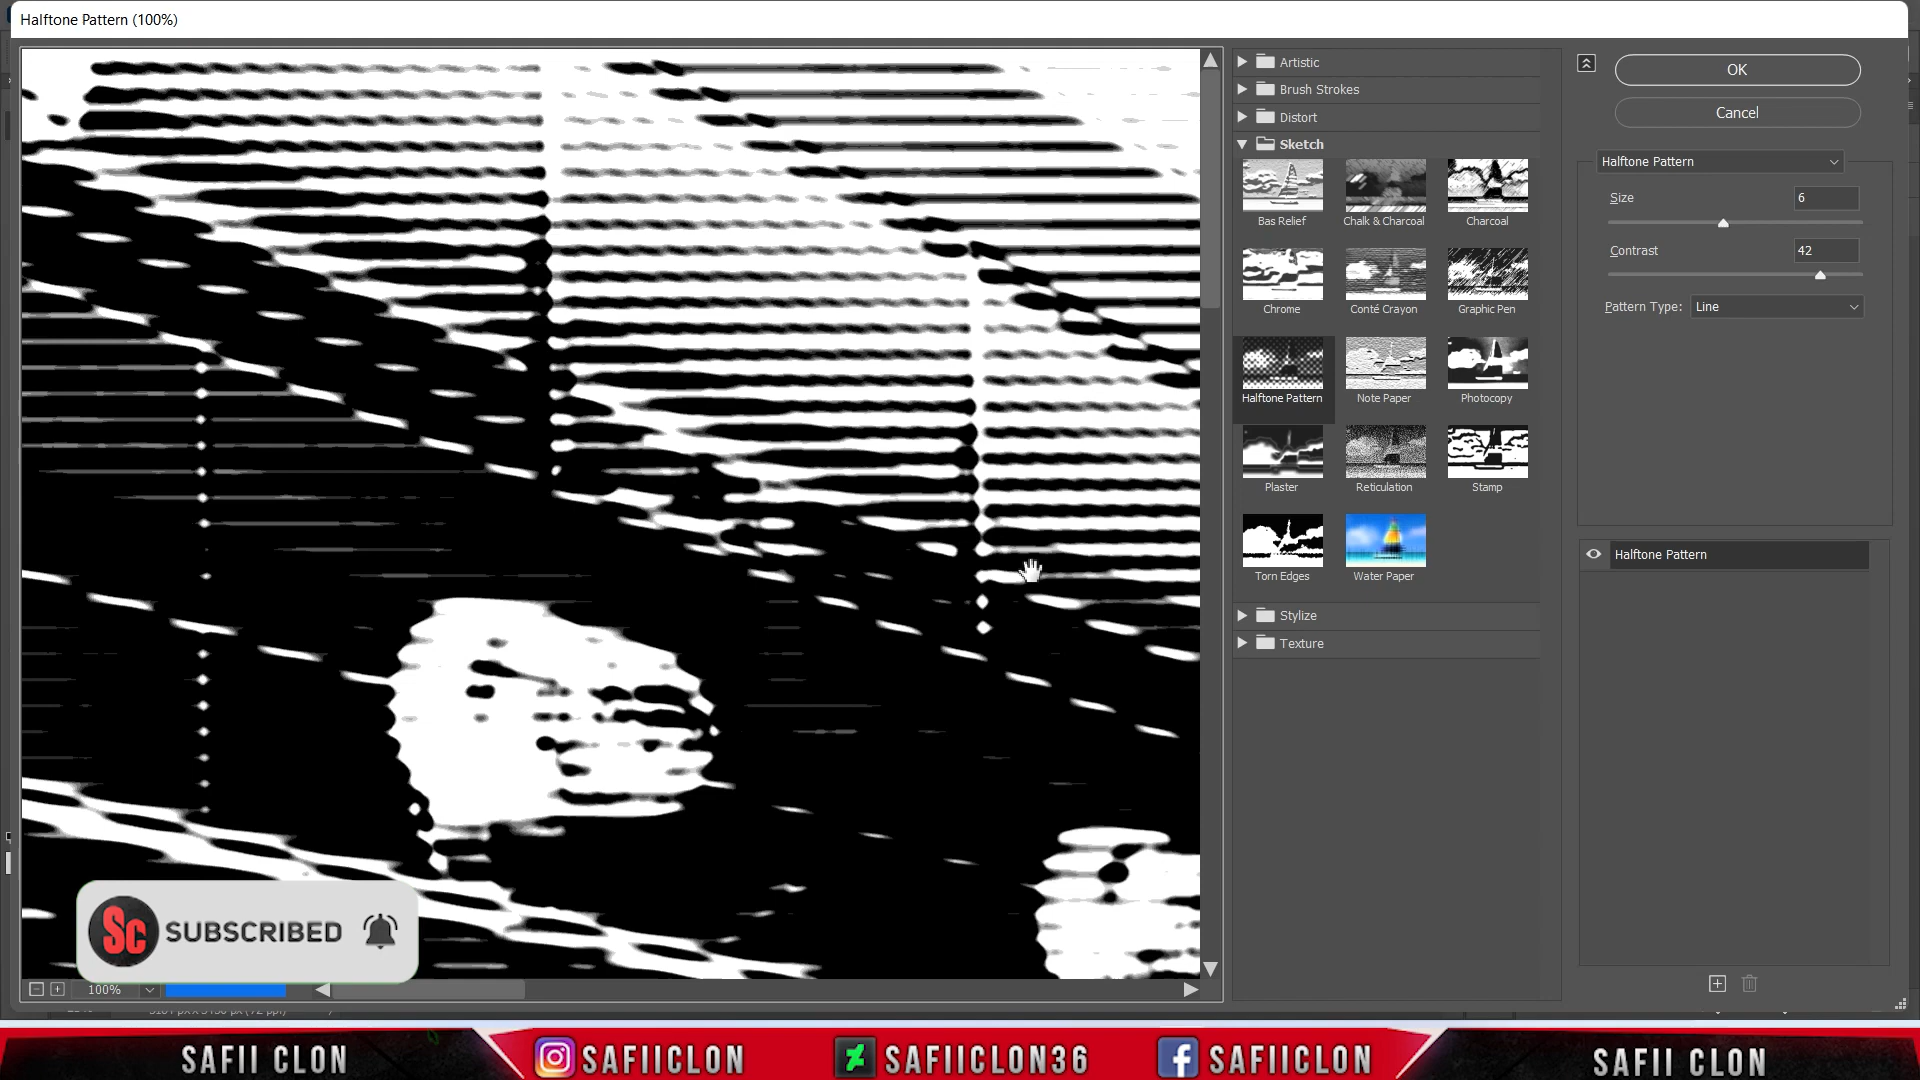 Halftone Pattern (100%)
Artistic
Brush Strokes
Distort
Sketch
Bas Relief
Chalk & Charcoal
Charcoal
Chrome
Conté Crayon
Graphic Pen
Halftone Pattern
Note Paper
Photocopy
Plaster
Reticulation
Stamp
Torn Edges
Water Paper
Stylize
Texture
OK
Cancel
Halftone Pattern
Size
6
Contrast
42
Pattern Type:
Line
Halftone Pattern
Sc SUBSCRIBED
100%
SAFII CLON
SAFIICLON
SAFIICLON36
SAFIICLON
SAFII CLON